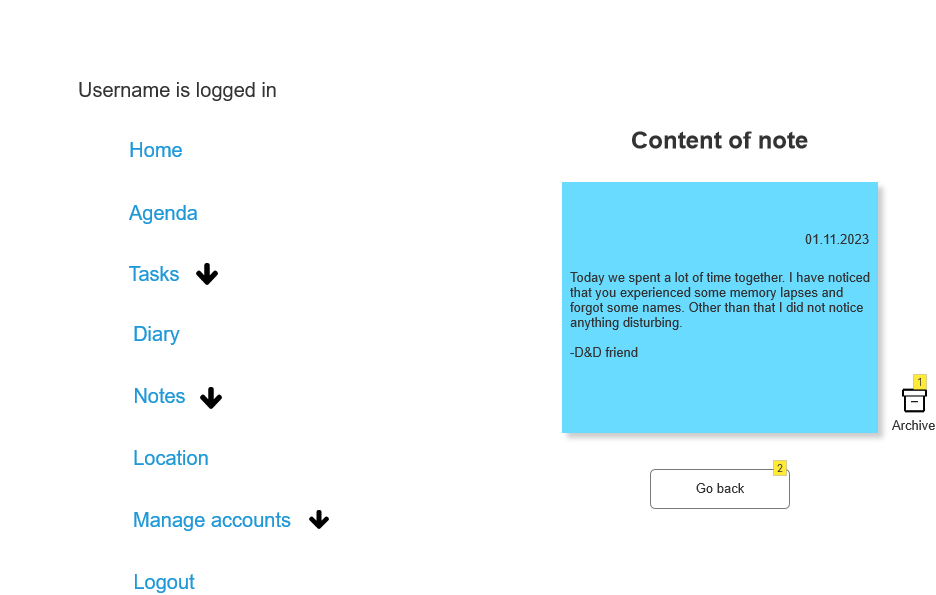 Username is logged in
Home
Agenda
Tasks
Diary
Notes
Location
Manage accounts
Logout
Content of note
01.11.2023
Today we spent a lot of time together. I have noticed
that you experienced some memory lapses and
forgot some names. Other than that I did not notice
anything disturbing.
-D&D friend
1
Archive
2
Go back